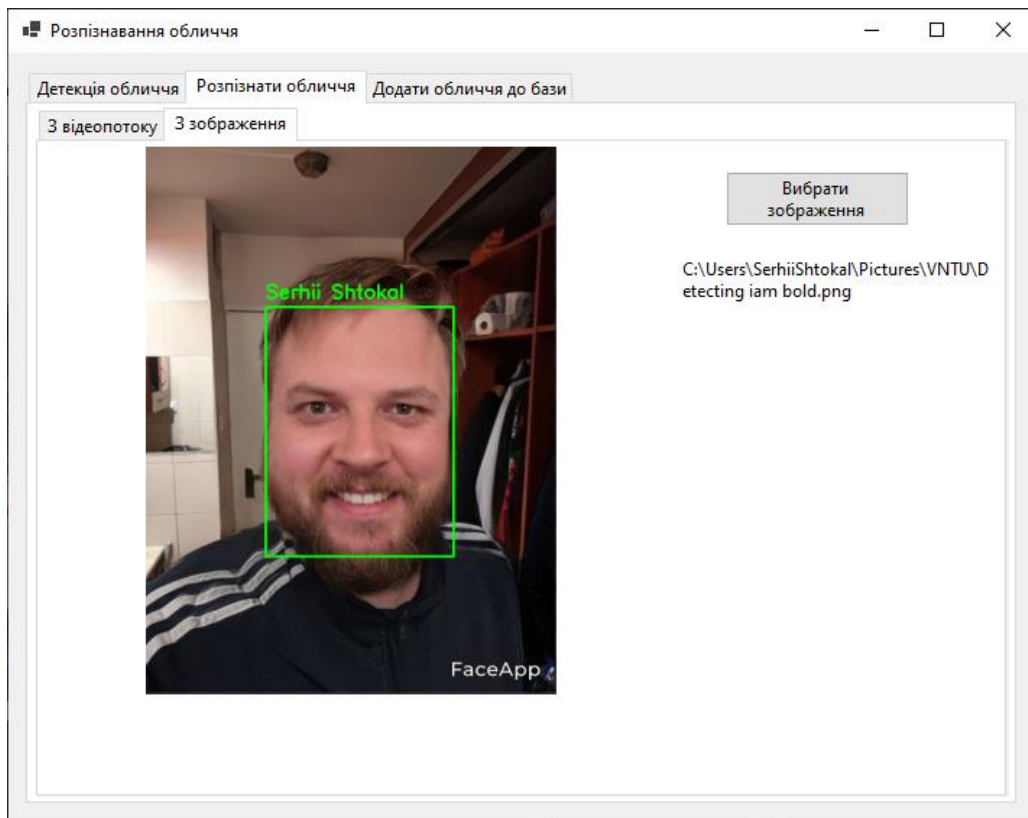 Розпізнавання обличчя
Детекція обличчя Розпізнати обличчя Додати обличчя до бази
З відеопотоку З зображення
Вибрати
зображення
C:\Users\SerhiiShtokal\Pictures\VNTU\D
etecting iam bold.png
Serhii Shtokal
FaceApp